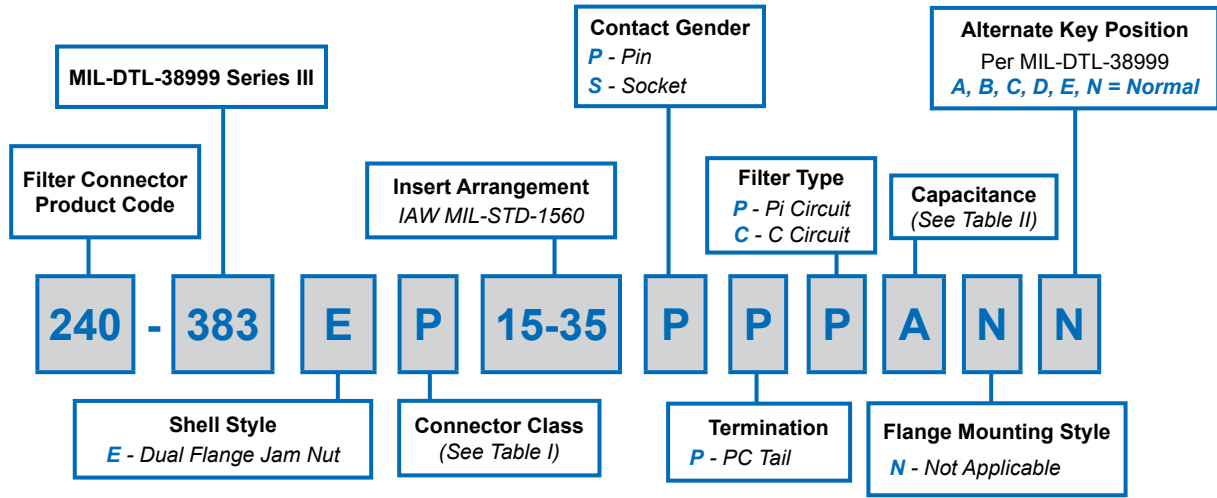 Contact Gender
P - Pin
S - Socket
Alternate Key Position
Per MIL-DTL-38999
A, B, C, D, E, N = Normal
MIL-DTL-38999 Series III
Filter Connector
Product Code
Insert Arrangement
IAW MIL-STD-1560
Filter Type
P - Pi Circuit
C - C Circuit
Capacitance
(See Table II)
240 - 383 E P 15-35 P P P A N N
Shell Style
E - Dual Flange Jam Nut
Connector Class
(See Table I)
Termination
P - PC Tail
Flange Mounting Style
N - Not Applicable